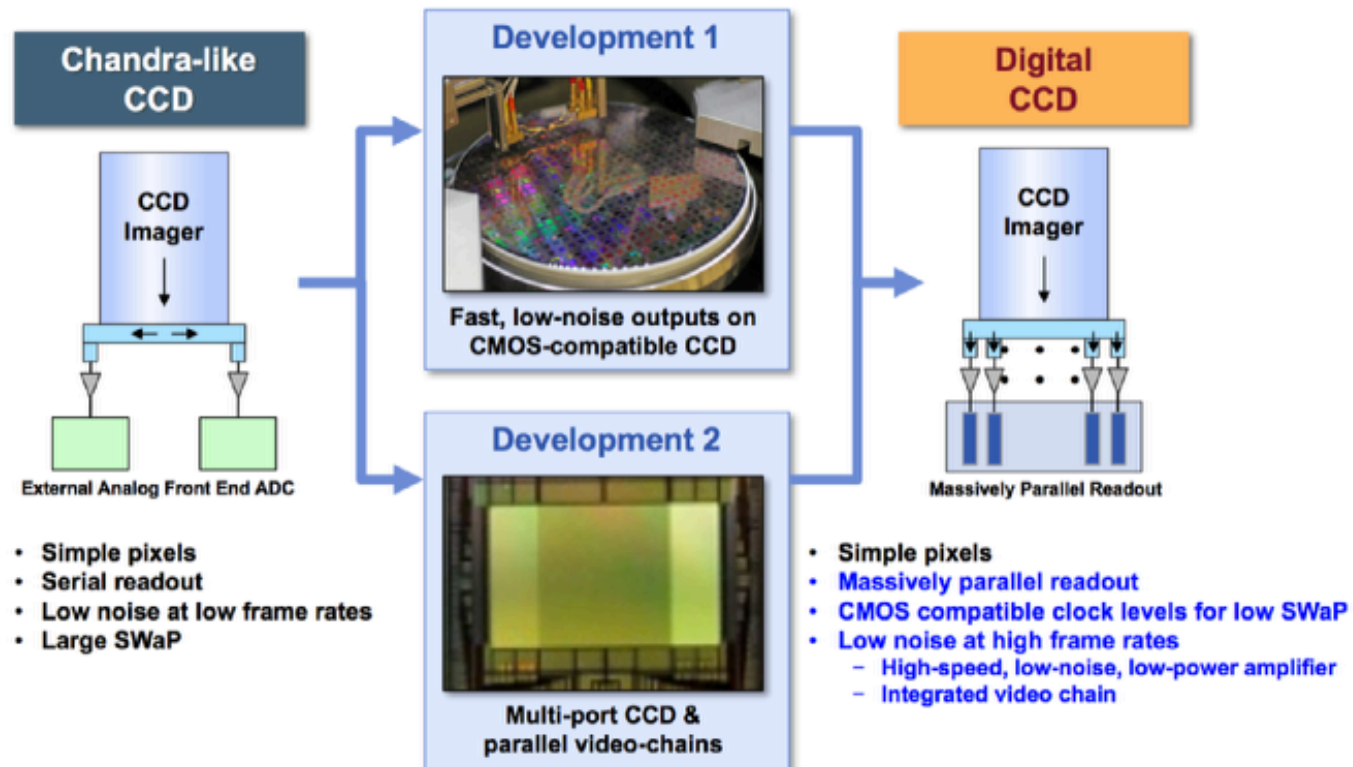 Chandra-like
CCD
CCD
Imager
External Analog Front End ADC
• Simple pixels
• Serial readout
• Low noise at low frame rates
• Large SWaP
Development 1
Fast, low-noise outputs on
CMOS-compatible CCD
Development 2
Multi-port CCD &
parallel video-chains
Digital
CCD
CCD
Imager
Massively Parallel Readout
• Simple pixels
• Massively parallel readout
• CMOS compatible clock levels for low SWaP
• Low noise at high frame rates
– High-speed, low-noise, low-power amplifier
– Integrated video chain